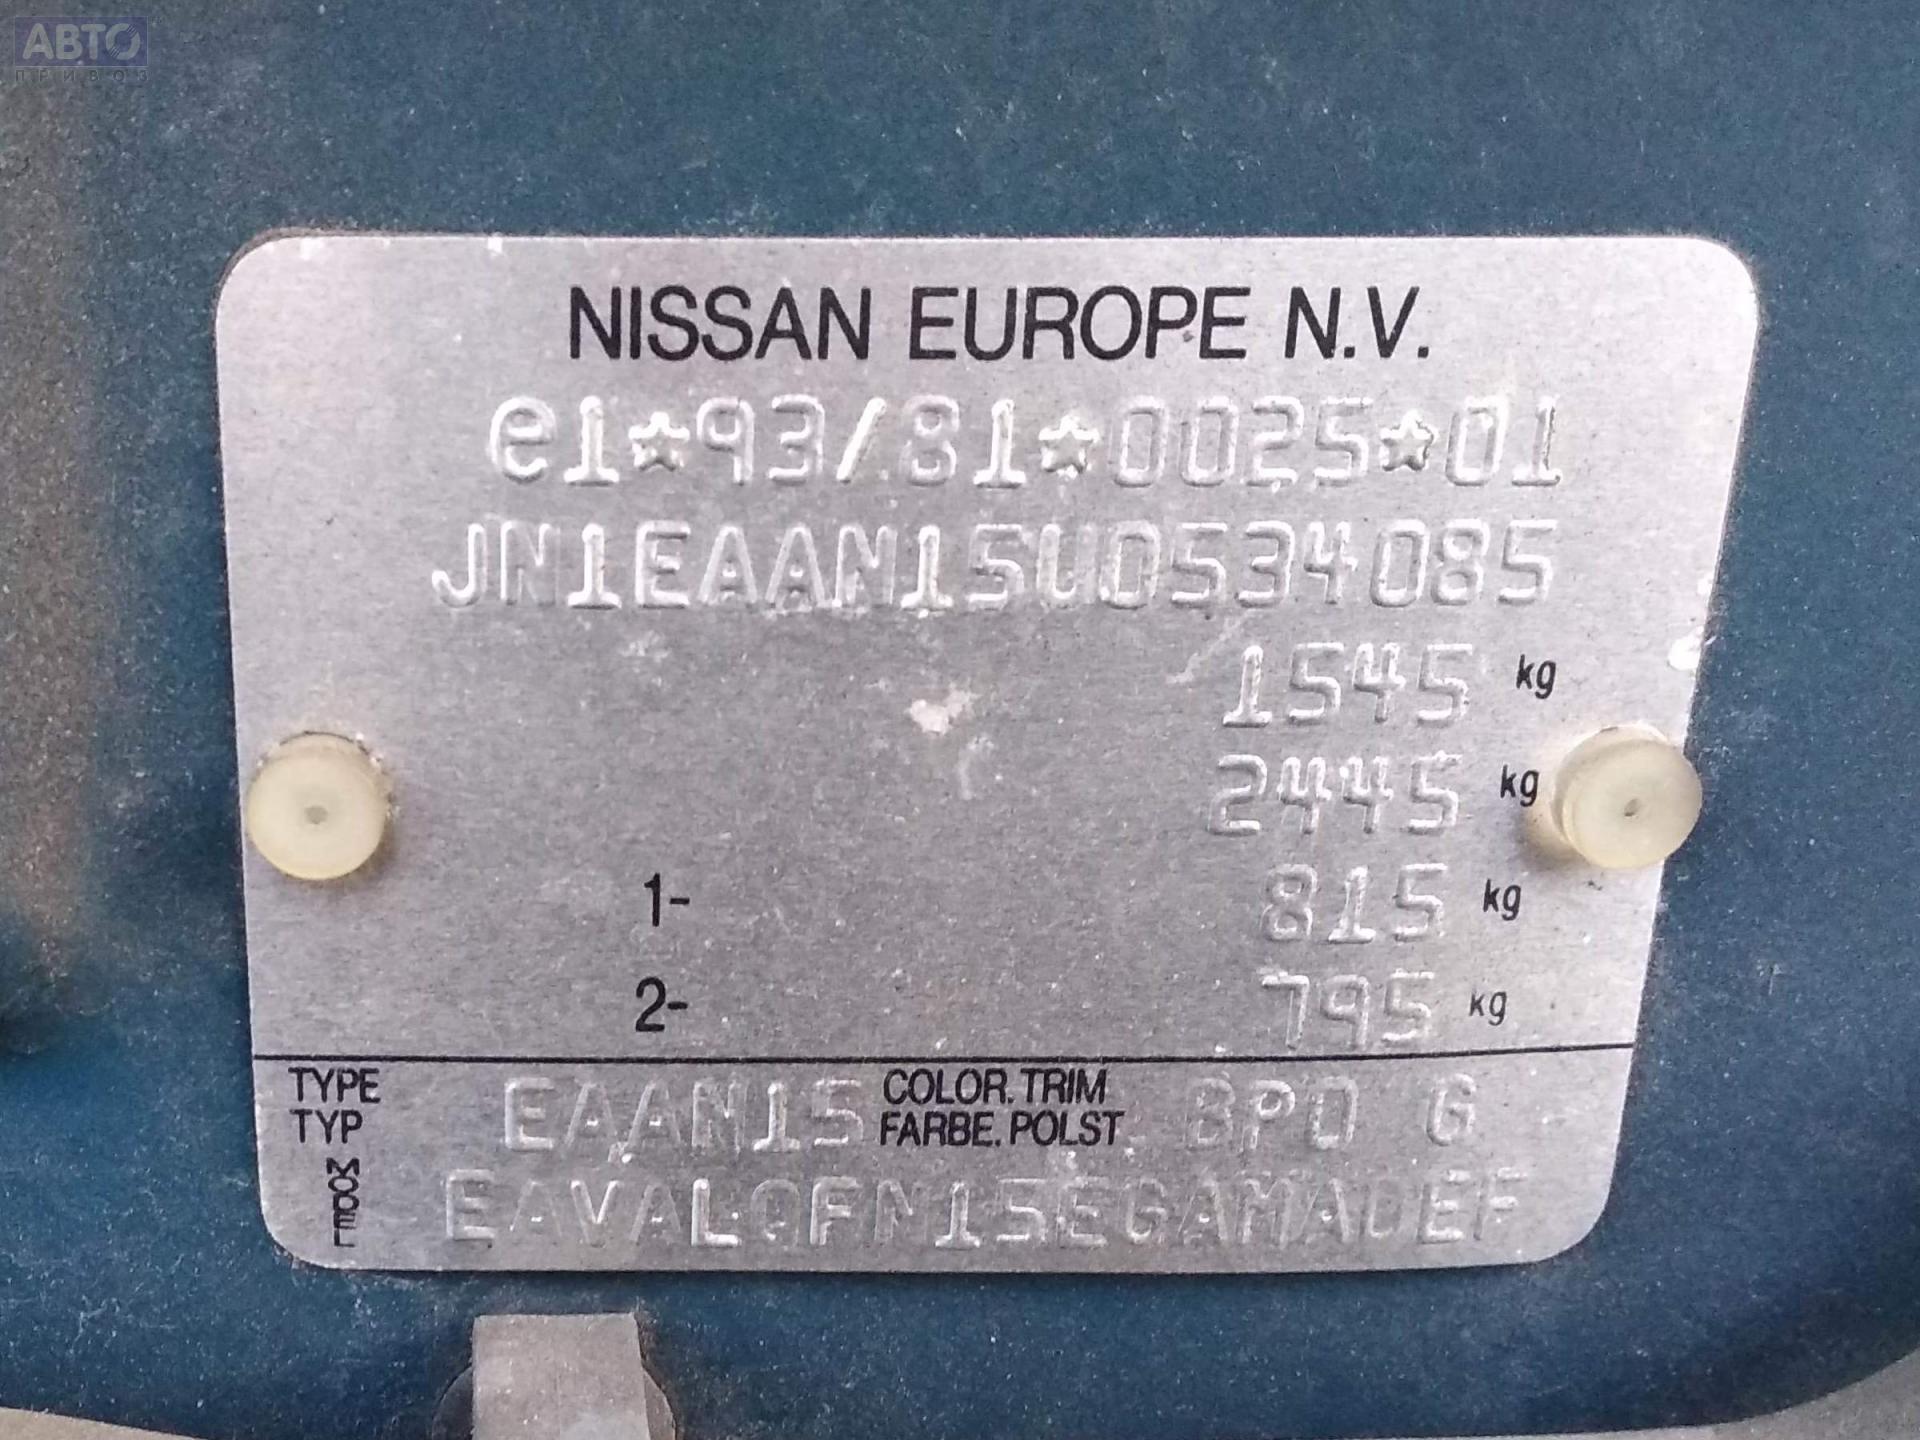 АВТО
ПРИВОЗ
NISSAN EUROPE N.V.
e1*93/81*0025*01
JN1EAAN15U0534085
1545 kg
2445 kg
1- 815 kg
2- 795 kg
TYPE EAAN15 COLOR. TRIM BP0 G
TYP FARBE. POLST
MODEL EAVALQFN15EGAMADEF